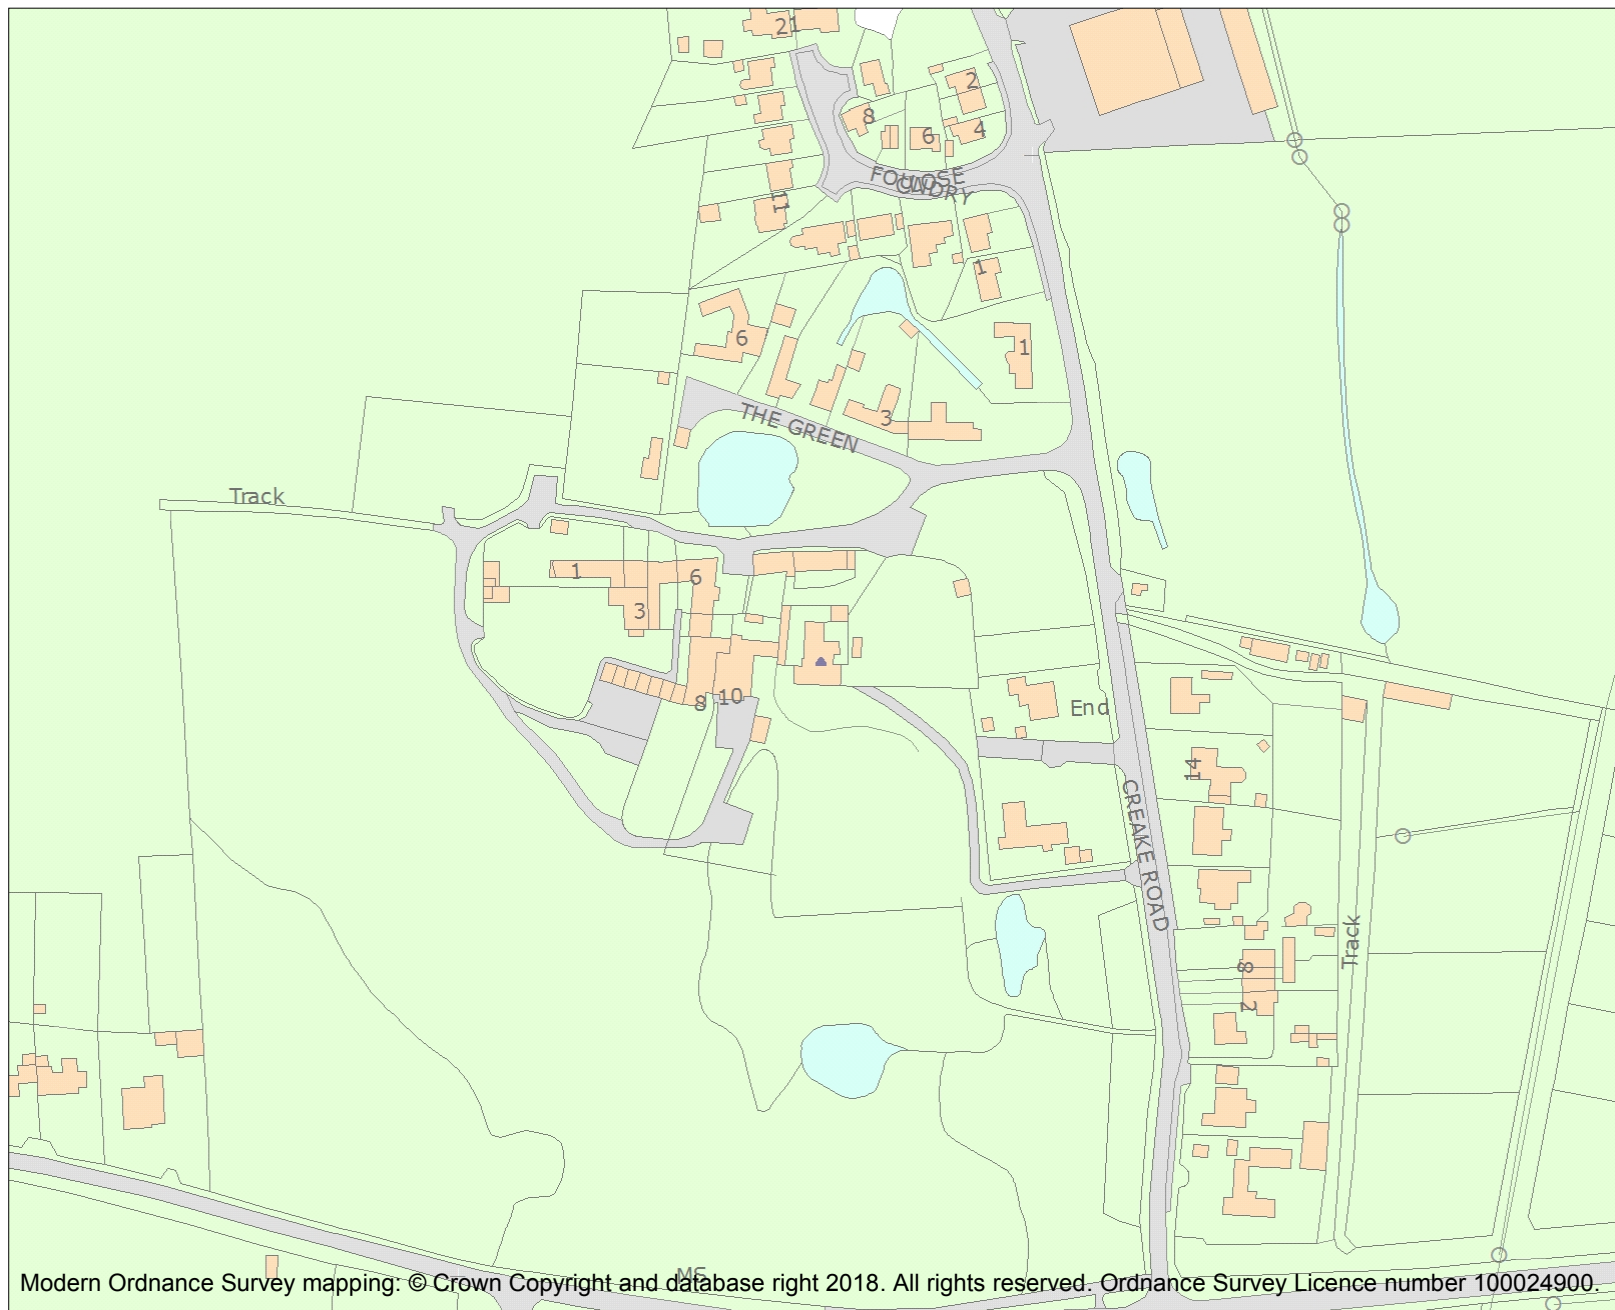 21
2
8
6
4
FOUNDRY
CLOSE
11
1
6
1
3
THE GREEN
Track
1
6
3
8
10
End
14
CREAKE ROAD
8
2
Track
MS
Modern Ordnance Survey mapping: © Crown Copyright and database right 2018. All rights reserved. Ordnance Survey Licence number 100024900.